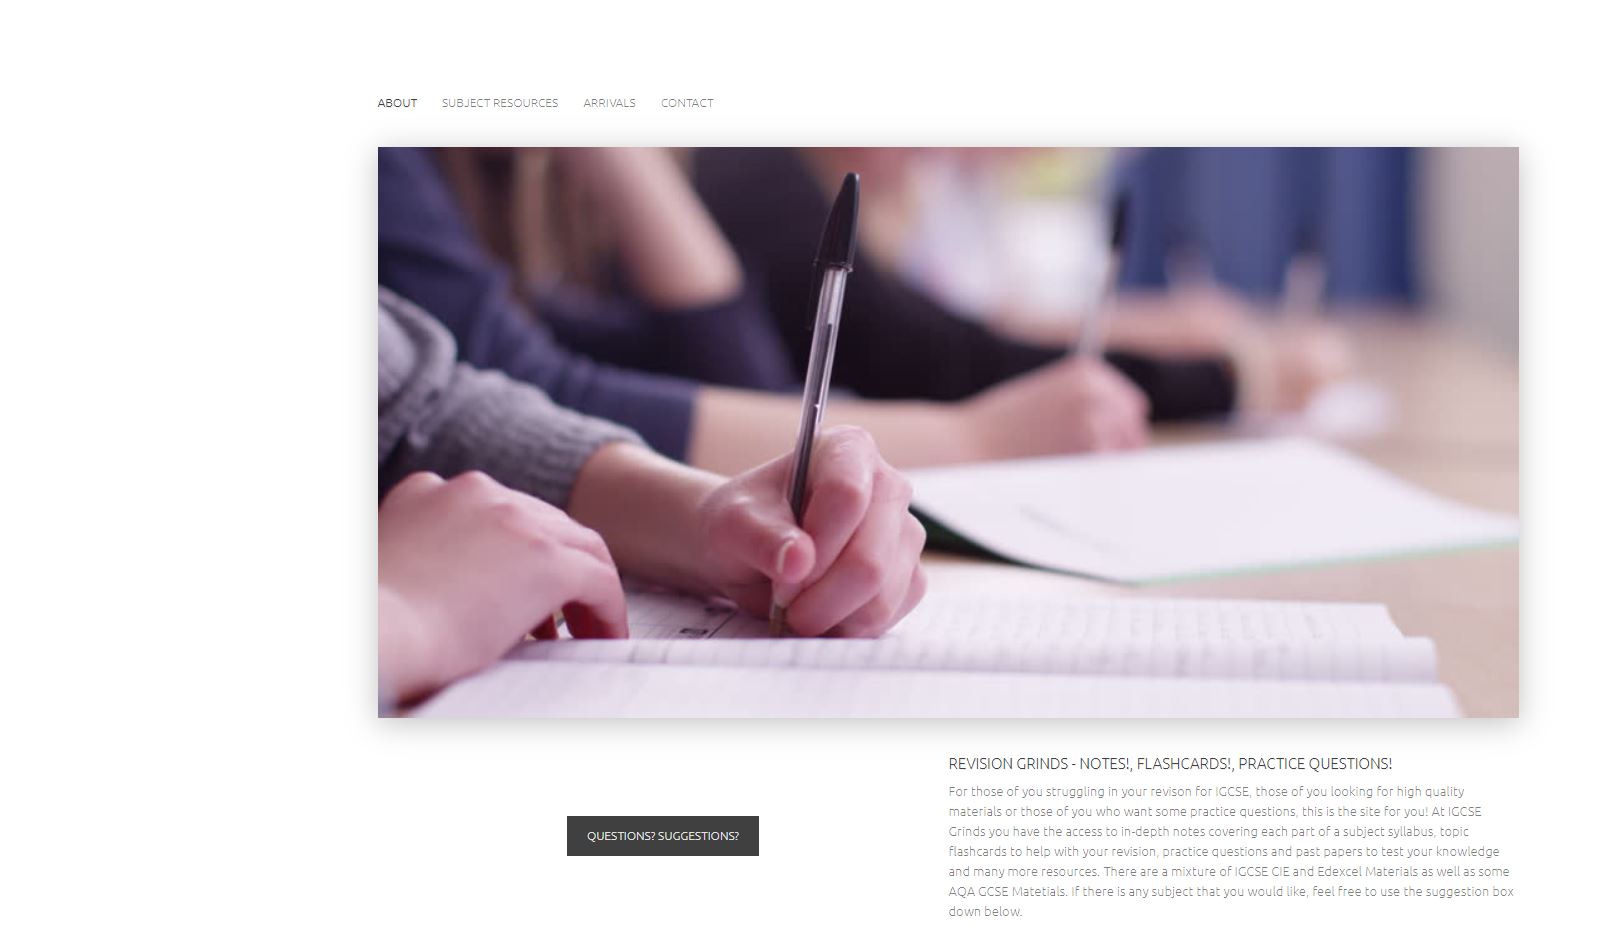 ABOUT SUBJECT RESOURCES ARRIVALS CONTACT
QUESTIONS? SUGGESTIONS?
REVISION GRINDS - NOTES!, FLASHCARDS!, PRACTICE QUESTIONS!
For those of you struggling in your revison for IGCSE, those of you looking for high quality
materials or those of you who want some practice questions, this is the site for you! At IGCSE
Grinds you have the access to in-depth notes covering each part of a subject syllabus, topic
flashcards to help with your revision, practice questions and past papers to test your knowledge
and many more resources. There are a mixture of IGCSE CIE and Edexcel Materials as well as some
AQA GCSE Matetials. If there is any subject that you would like, feel free to use the suggestion box
down below.